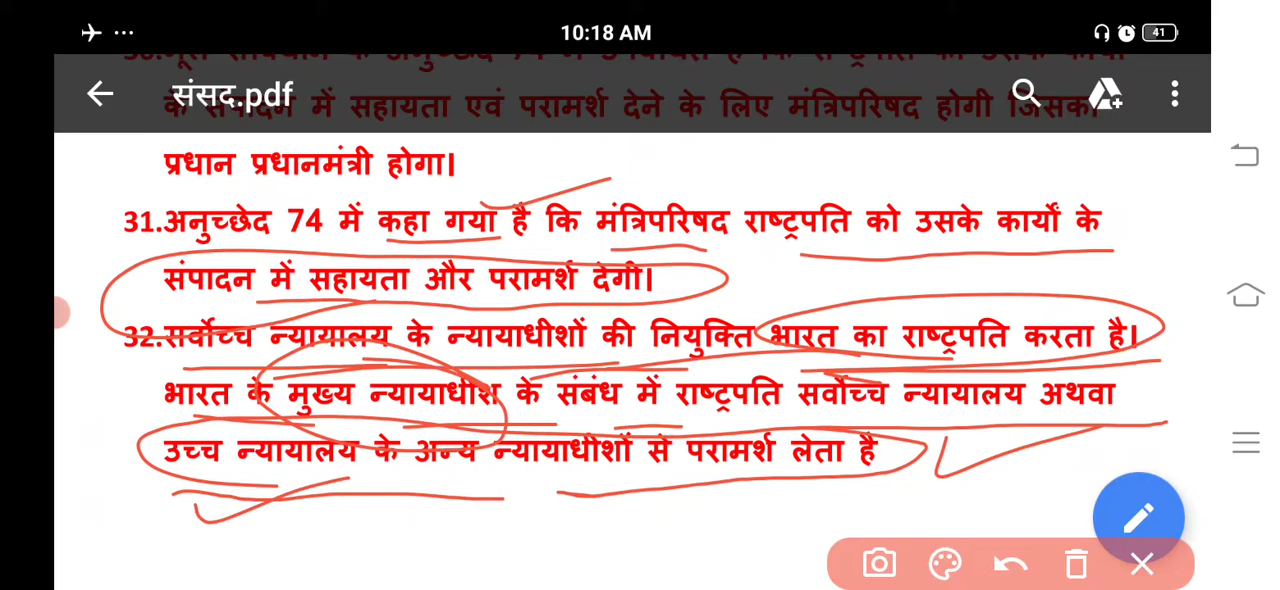 10:18 AM
41
संसद.pdf
के संपादन में सहायता एवं परामर्श देने के लिए मंत्रिपरिषद होगी जिसका
प्रधान प्रधानमंत्री होगा।
31.अनुच्छेद 74 में कहा गया है कि मंत्रिपरिषद राष्ट्रपति को उसके कार्यों के
संपादन में सहायता और परामर्श देगी।
32.सर्वोच्च न्यायालय के न्यायाधीशों की नियुक्ति भारत का राष्ट्रपति करता है।
भारत के मुख्य न्यायाधीश के संबंध में राष्ट्रपति सर्वोच्च न्यायालय अथवा
उच्च न्यायालय के अन्य न्यायाधीशों से परामर्श लेता है